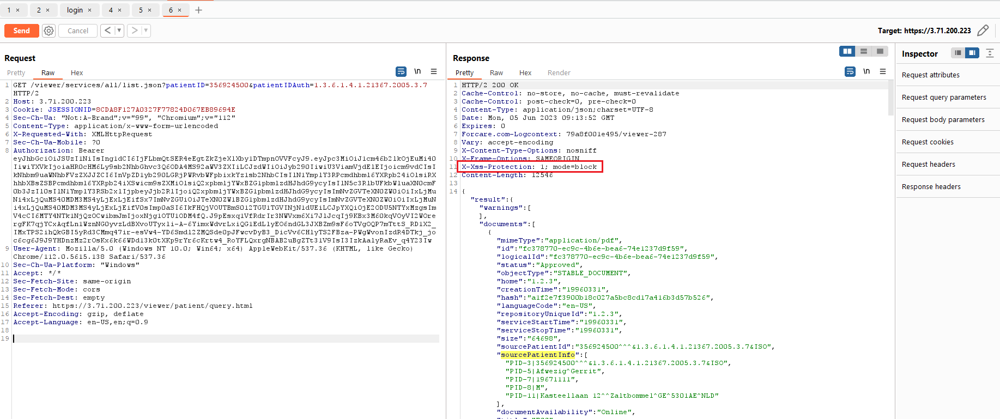 1 × 2 × login × 4 × 5 × 6 × +
Send Cancel < ▼ > ▼ Target: https://3.71.200.223
Request
Pretty Raw Hex \n
1 GET /viewer/services/all/list.json?patientID=356924500&patientIDAuth=1.3.6.1.4.1.21367.2005.3.7
HTTP/2
2 Host: 3.71.200.223
3 Cookie: JSESSIONID=8CDA8F127A0327F77824D067EB89694E
4 Sec-Ch-Ua: "Not:A-Brand";v="99", "Chromium";v="112"
5 Content-Type: application/x-www-form-urlencoded
6 X-Requested-With: XMLHttpRequest
7 Sec-Ch-Ua-Mobile: ?0
8 Authorization: Bearer
9 User-Agent: Mozilla/5.0 (Windows NT 10.0; Win64; x64) AppleWebKit/537.36 (KHTML, like Gecko)
Chrome/112.0.5615.138 Safari/537.36
10 Sec-Ch-Ua-Platform: "Windows"
11 Accept: */*
12 Sec-Fetch-Site: same-origin
13 Sec-Fetch-Mode: cors
14 Sec-Fetch-Dest: empty
15 Referer: https://3.71.200.223/viewer/patient/query.html
16 Accept-Encoding: gzip, deflate
17 Accept-Language: en-US,en;q=0.9
18
19
Response
Pretty Raw Hex Render \n
1 HTTP/2 200 OK
2 Cache-Control: no-store, no-cache, must-revalidate
3 Cache-Control: post-check=0, pre-check=0
4 Content-Type: application/json;charset=UTF-8
5 Date: Mon, 05 Jun 2023 09:13:52 GMT
6 Expires: 0
7 Forcare.com-Logcontext: 79a8f001e495/viewer-287
8 Vary: accept-encoding
9 X-Content-Type-Options: nosniff
10 X-Frame-Options: SAMEORIGIN
11 X-Xss-Protection: 1; mode=block
12 Content-Length: 12546
13
14 {
"result":{
"warnings":[
],
"documents":[
{
"mimeType":"application/pdf",
"id":"fc378770-ec9c-4b6e-bea6-74e1237d9f59",
"logicalId":"fc378770-ec9c-4b6e-bea6-74e1237d9f59",
"status":"Approved",
"objectType":"STABLE_DOCUMENT",
"home":"1.2.3",
"creationTime":"19960331",
"hash":"a1f2e7f3900b18c027a5bc8cd17a416b3d57b526",
"languageCode":"en-US",
"repositoryUniqueId":"1.2.3",
"serviceStartTime":"19960331",
"serviceStopTime":"19960331",
"size":"64698",
"sourcePatientId":"356924500^^^&1.3.6.1.4.1.21367.2005.3.7&ISO",
"sourcePatientInfo":[
"PID-3|356924500^^^&1.3.6.1.4.1.21367.2005.3.7&ISO",
"PID-5|Afwezig^Gerrit",
"PID-7|19671111",
"PID-8|M",
"PID-11|Kasteellaan 12^^Zaltbommel^GE^5301AE^NLD"
],
"documentAvailability":"Online",
Inspector
Request attributes
Request query parameters
Request body parameters
Request cookies
Request headers
Response headers